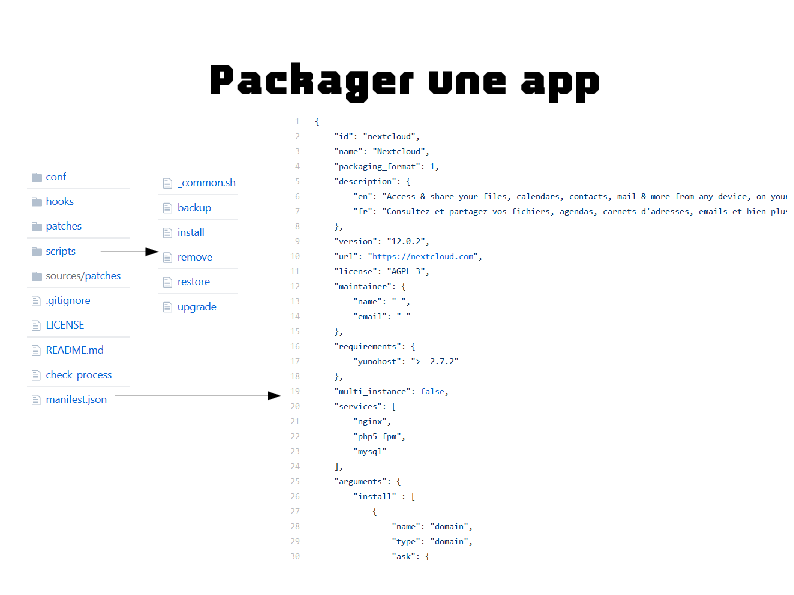 Packager une app
conf
hooks
patches
scripts
sources/patches
.gitignore
LICENSE
README.md
check_process
manifest.json
_common.sh
backup
install
remove
restore
upgrade
1 {
2 "id": "nextcloud",
3 "name": "Nextcloud",
4 "packaging_format": 1,
5 "description": {
6 "en": "Access & share your files, calendars, contacts, mail & more from any device, on you
7 "fr": "Consultez et partagez vos fichiers, agendas, carnets d'adresses, emails et bien plu
8 },
9 "version": "12.0.2",
10 "url": "https://nextcloud.com",
11 "license": "AGPL-3",
12 "maintainer": {
13 "name": "-",
14 "email": "-"
15 },
16 "requirements": {
17 "yunohost": ">= 2.7.2"
18 },
19 "multi_instance": false,
20 "services": [
21 "nginx",
22 "php5-fpm",
23 "mysql"
24 ],
25 "arguments": {
26 "install" : [
27 {
28 "name": "domain",
29 "type": "domain",
30 "ask": {